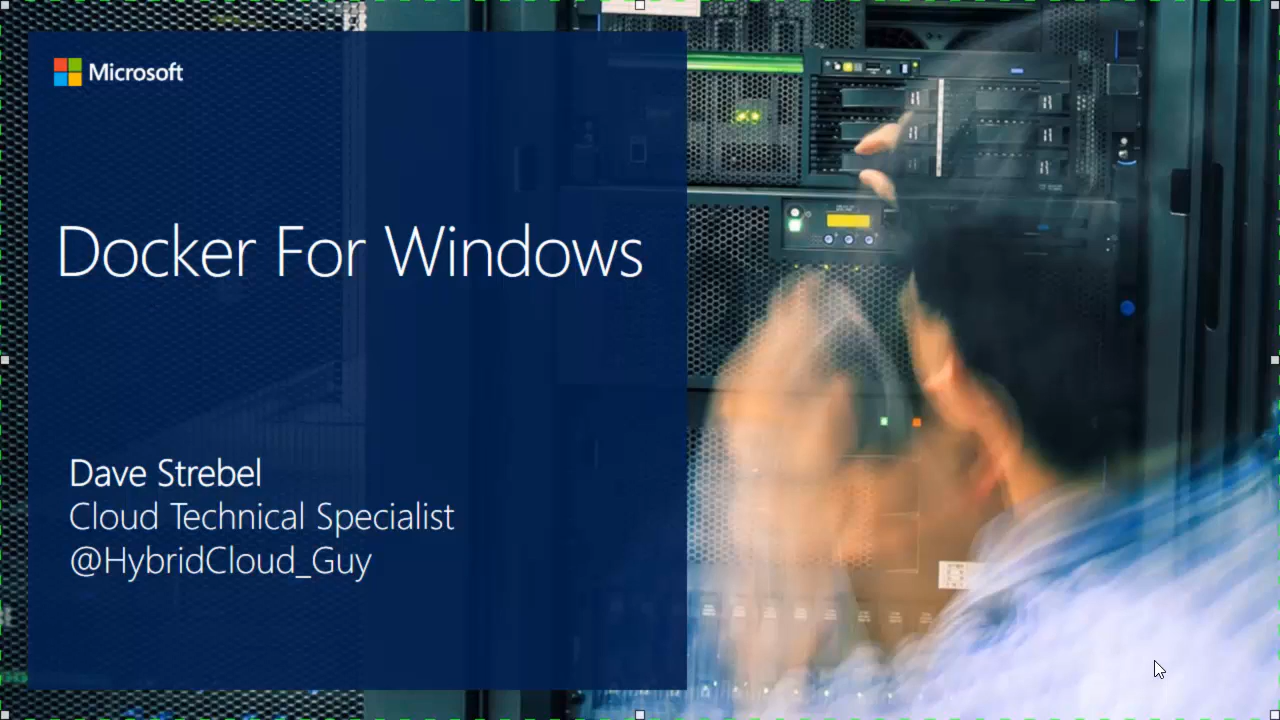 Microsoft
Docker For Windows
Dave Strebel
Cloud Technical Specialist
@HybridCloud_Guy